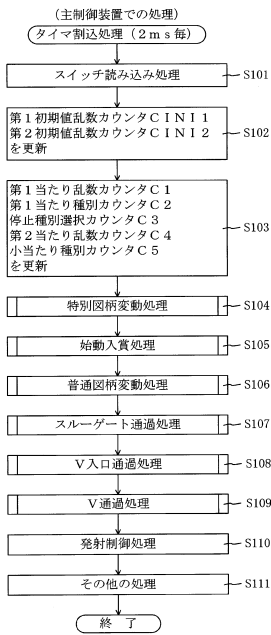 （主制御装置での処理）
タイマ割込処理（２ｍｓ毎）
スイッチ読み込み処理
S101
第１初期値乱数カウンタＣＩＮＩ１
第２初期値乱数カウンタＣＩＮＩ２
を更新
S102
第１当たり乱数カウンタＣ１
第１当たり種別カウンタＣ２
停止種別選択カウンタＣ３
第２当たり乱数カウンタＣ４
小当たり種別カウンタＣ５
を更新
S103
特別図柄変動処理
S104
始動入賞処理
S105
普通図柄変動処理
S106
スルーゲート通過処理
S107
Ｖ入口通過処理
S108
Ｖ通過処理
S109
発射制御処理
S110
その他の処理
S111
終　了